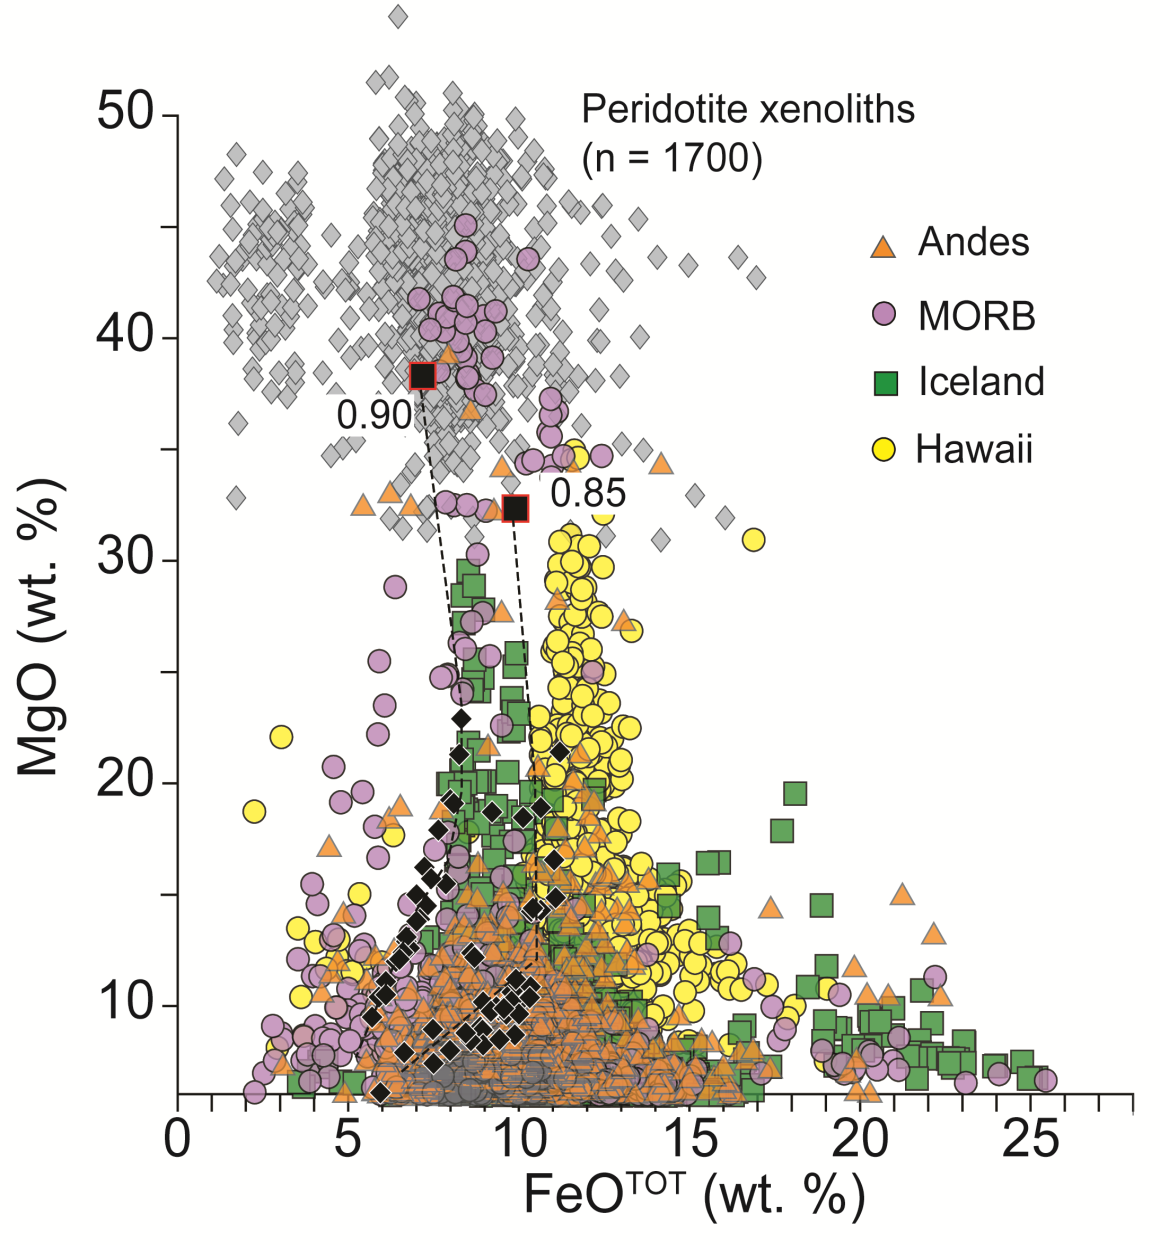 50
Peridotite xenoliths
(n = 1700)
Andes
MORB
Iceland
Hawaii
40
0.90
0.85
30
20
10
MgO (wt. %)
0 5 10 15 20 25
FeOᵀᴼᵀ (wt. %)